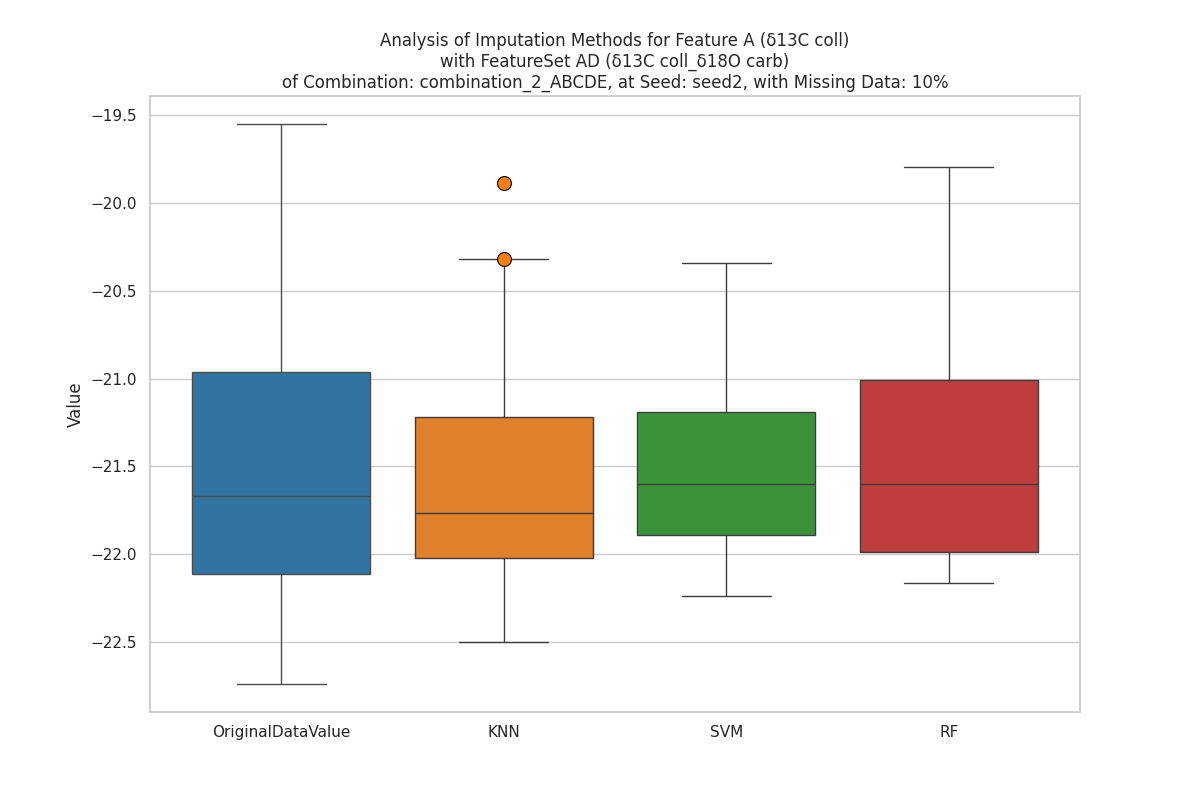 Analysis of Imputation Methods for Feature A (δ13C coll)
with FeatureSet AD (δ13C coll_δ18O carb)
of Combination: combination_2_ABCDE, at Seed: seed2, with Missing Data: 10%
−19.5
−20.0
−20.5
−21.0
−21.5
−22.0
−22.5
Value
OriginalDataValue
KNN
SVM
RF